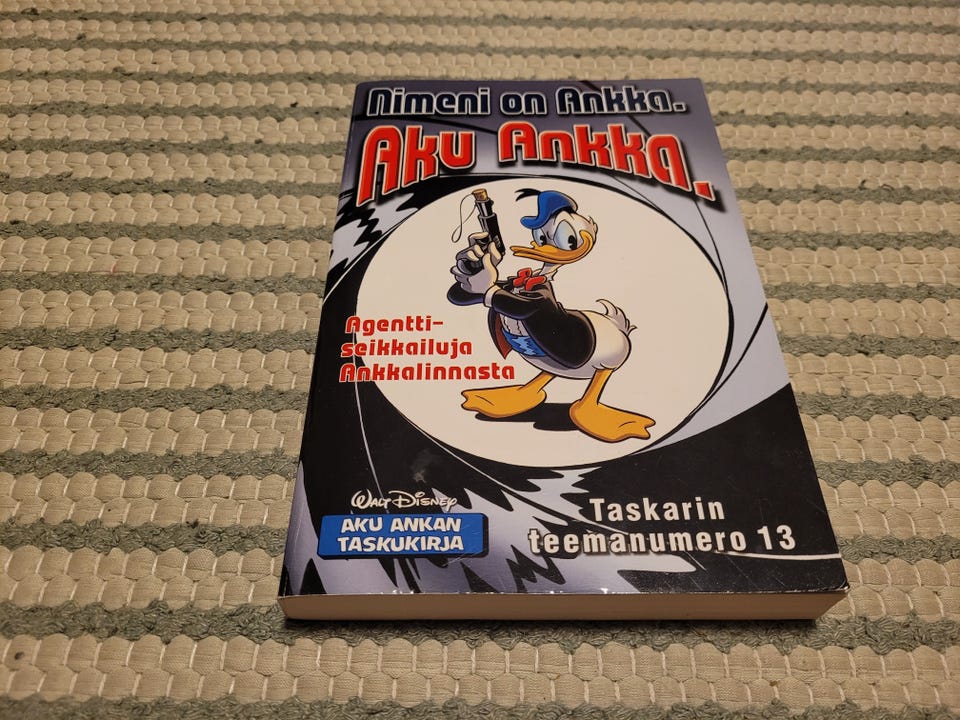 Nimeni on Ankka.
Aku Ankka.
Agentti-
seikkailuja
Ankkalinnasta
Walt Disney
AKU ANKAN
TASKUKIRJA
Taskarin
teemanumero 13